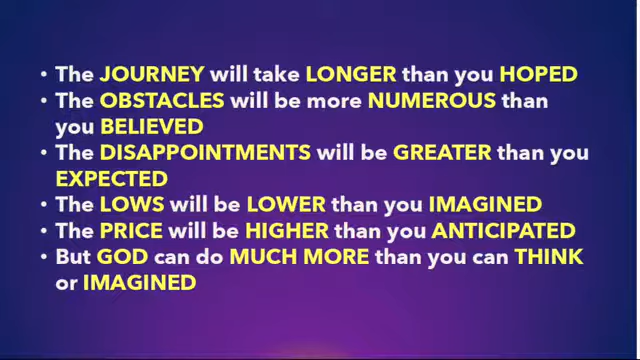 • The JOURNEY will take LONGER than you HOPED
• The OBSTACLES will be more NUMEROUS than
you BELIEVED
• The DISAPPOINTMENTS will be GREATER than you
EXPECTED
• The LOWS will be LOWER than you IMAGINED
• The PRICE will be HIGHER than you ANTICIPATED
• But GOD can do MUCH MORE than you can THINK
or IMAGINED